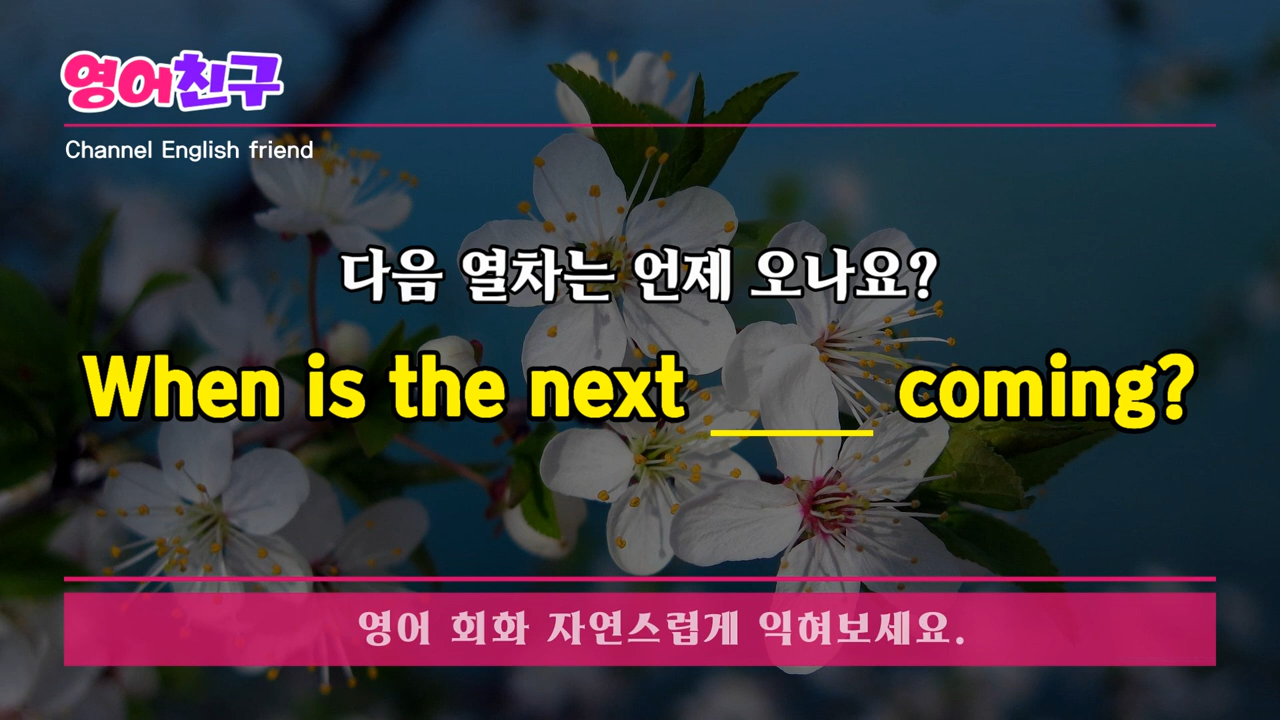 영어친구
Channel English friend
다음 열차는 언제 오나요?
When is the next ____ coming?
영어 회화 자연스럽게 익혀보세요.